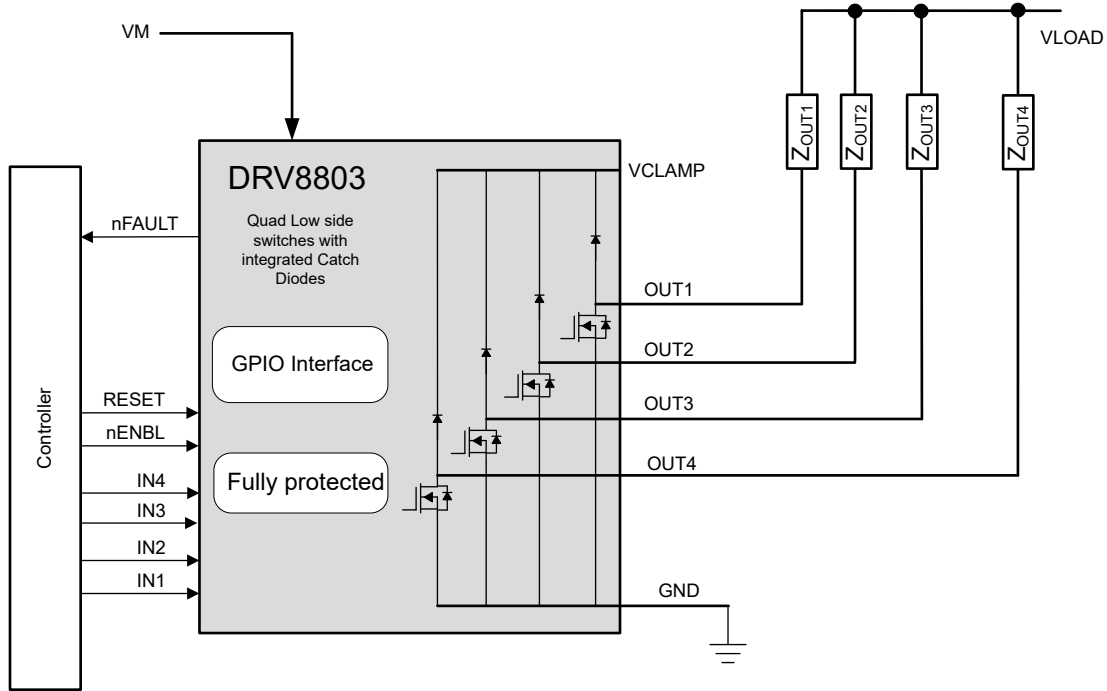 VM
VLOAD
ZOUT1
ZOUT2
ZOUT3
ZOUT4
DRV8803
Quad Low side
switches with
integrated Catch
Diodes
VCLAMP
nFAULT
OUT1
OUT2
OUT3
OUT4
GPIO Interface
Fully protected
Controller
RESET
nENBL
IN4
IN3
IN2
IN1
GND